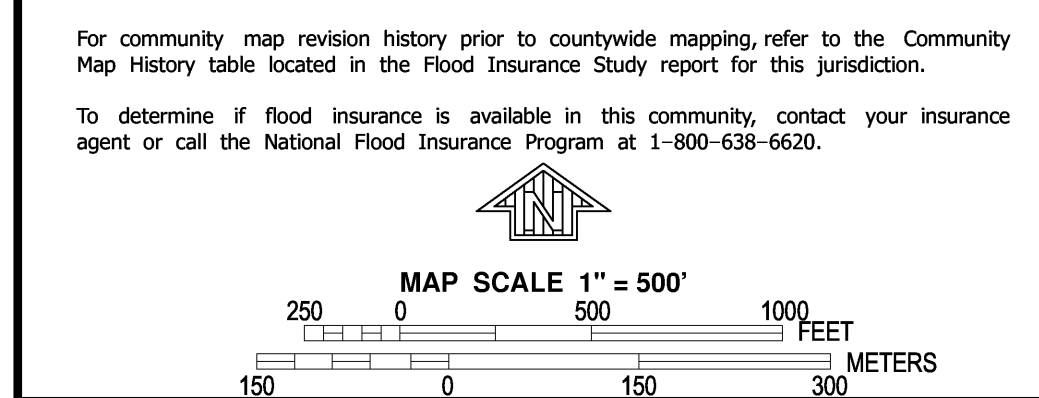 For community map revision history prior to countywide mapping, refer to the Community
Map History table located in the Flood Insurance Study report for this jurisdiction.
To determine if flood insurance is available in this community, contact your insurance
agent or call the National Flood Insurance Program at 1-800-638-6620.
N
MAP SCALE 1" = 500'
250 0 500 1000
FEET
METERS
150 0 150 300